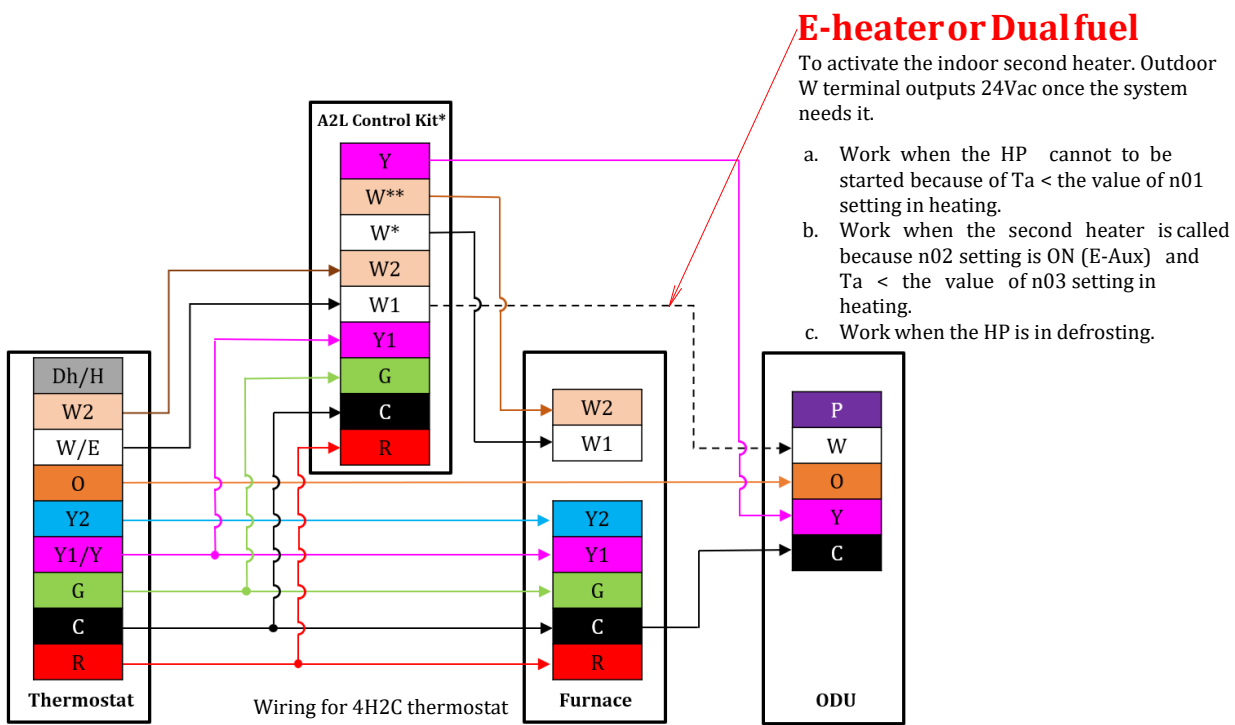 E-heater or Dual fuel
To activate the indoor second heater. Outdoor
W terminal outputs 24Vac once the system
needs it.
a. Work when the HP cannot to be
started because of Ta < the value of n01
setting in heating.
b. Work when the second heater is called
because n02 setting is ON (E-Aux) and
Ta < the value of n03 setting in
heating.
c. Work when the HP is in defrosting.
A2L Control Kit*
Y
W**
W*
W2
W1
Y1
G
C
R
Dh/H
W2
W/E
O
Y2
Y1/Y
G
C
R
Thermostat
W2
W1
Y2
Y1
G
C
R
Furnace
P
W
O
Y
C
ODU
Wiring for 4H2C thermostat